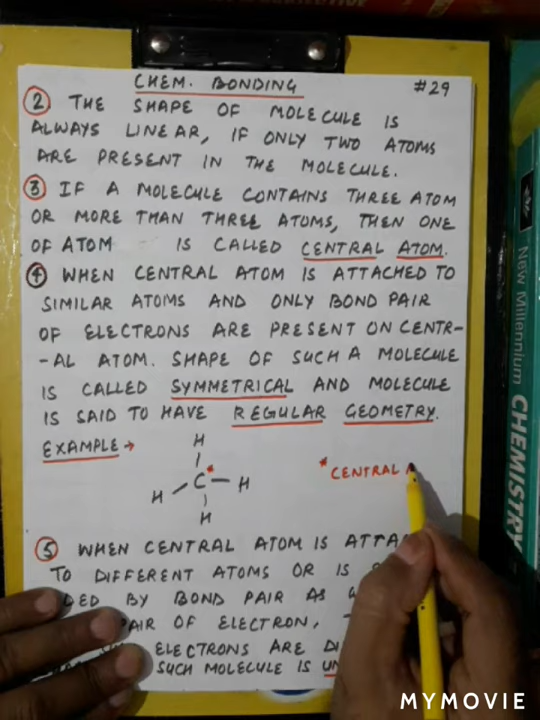 CHEM. BONDING #29
2 THE SHAPE OF MOLECULE IS
ALWAYS LINEAR, IF ONLY TWO ATOMS
ARE PRESENT IN THE MOLECULE.
3 IF A MOLECULE CONTAINS THREE ATOM
OR MORE THAN THREE ATOMS, THEN ONE
OF ATOM IS CALLED CENTRAL ATOM.
4 WHEN CENTRAL ATOM IS ATTACHED TO
SIMILAR ATOMS AND ONLY BOND PAIR
OF ELECTRONS ARE PRESENT ON CENTR-
-AL ATOM. SHAPE OF SUCH A MOLECULE
IS CALLED SYMMETRICAL AND MOLECULE
IS SAID TO HAVE REGULAR GEOMETRY.
EXAMPLE →
H
H C* H
H
* CENTRAL
5 WHEN CENTRAL ATOM IS
TO DIFFERENT ATOMS OR IS
BY BOND PAIR AS
PAIR OF ELECTRON,
ELECTRONS ARE
SUCH MOLECULE IS
New Millennium CHEMISTRY
MYMOVIE